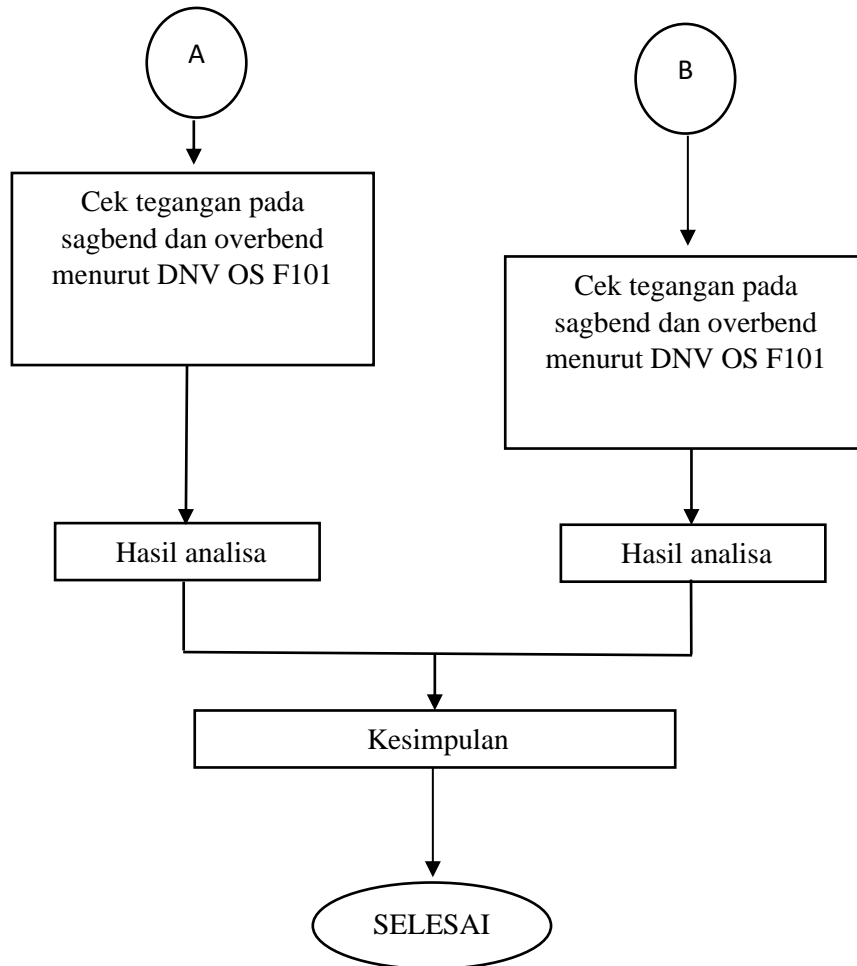 A
B
Cek tegangan pada
sagbend dan overbend
menurut DNV OS F101
Cek tegangan pada
sagbend dan overbend
menurut DNV OS F101
Hasil analisa
Hasil analisa
Kesimpulan
SELESAI